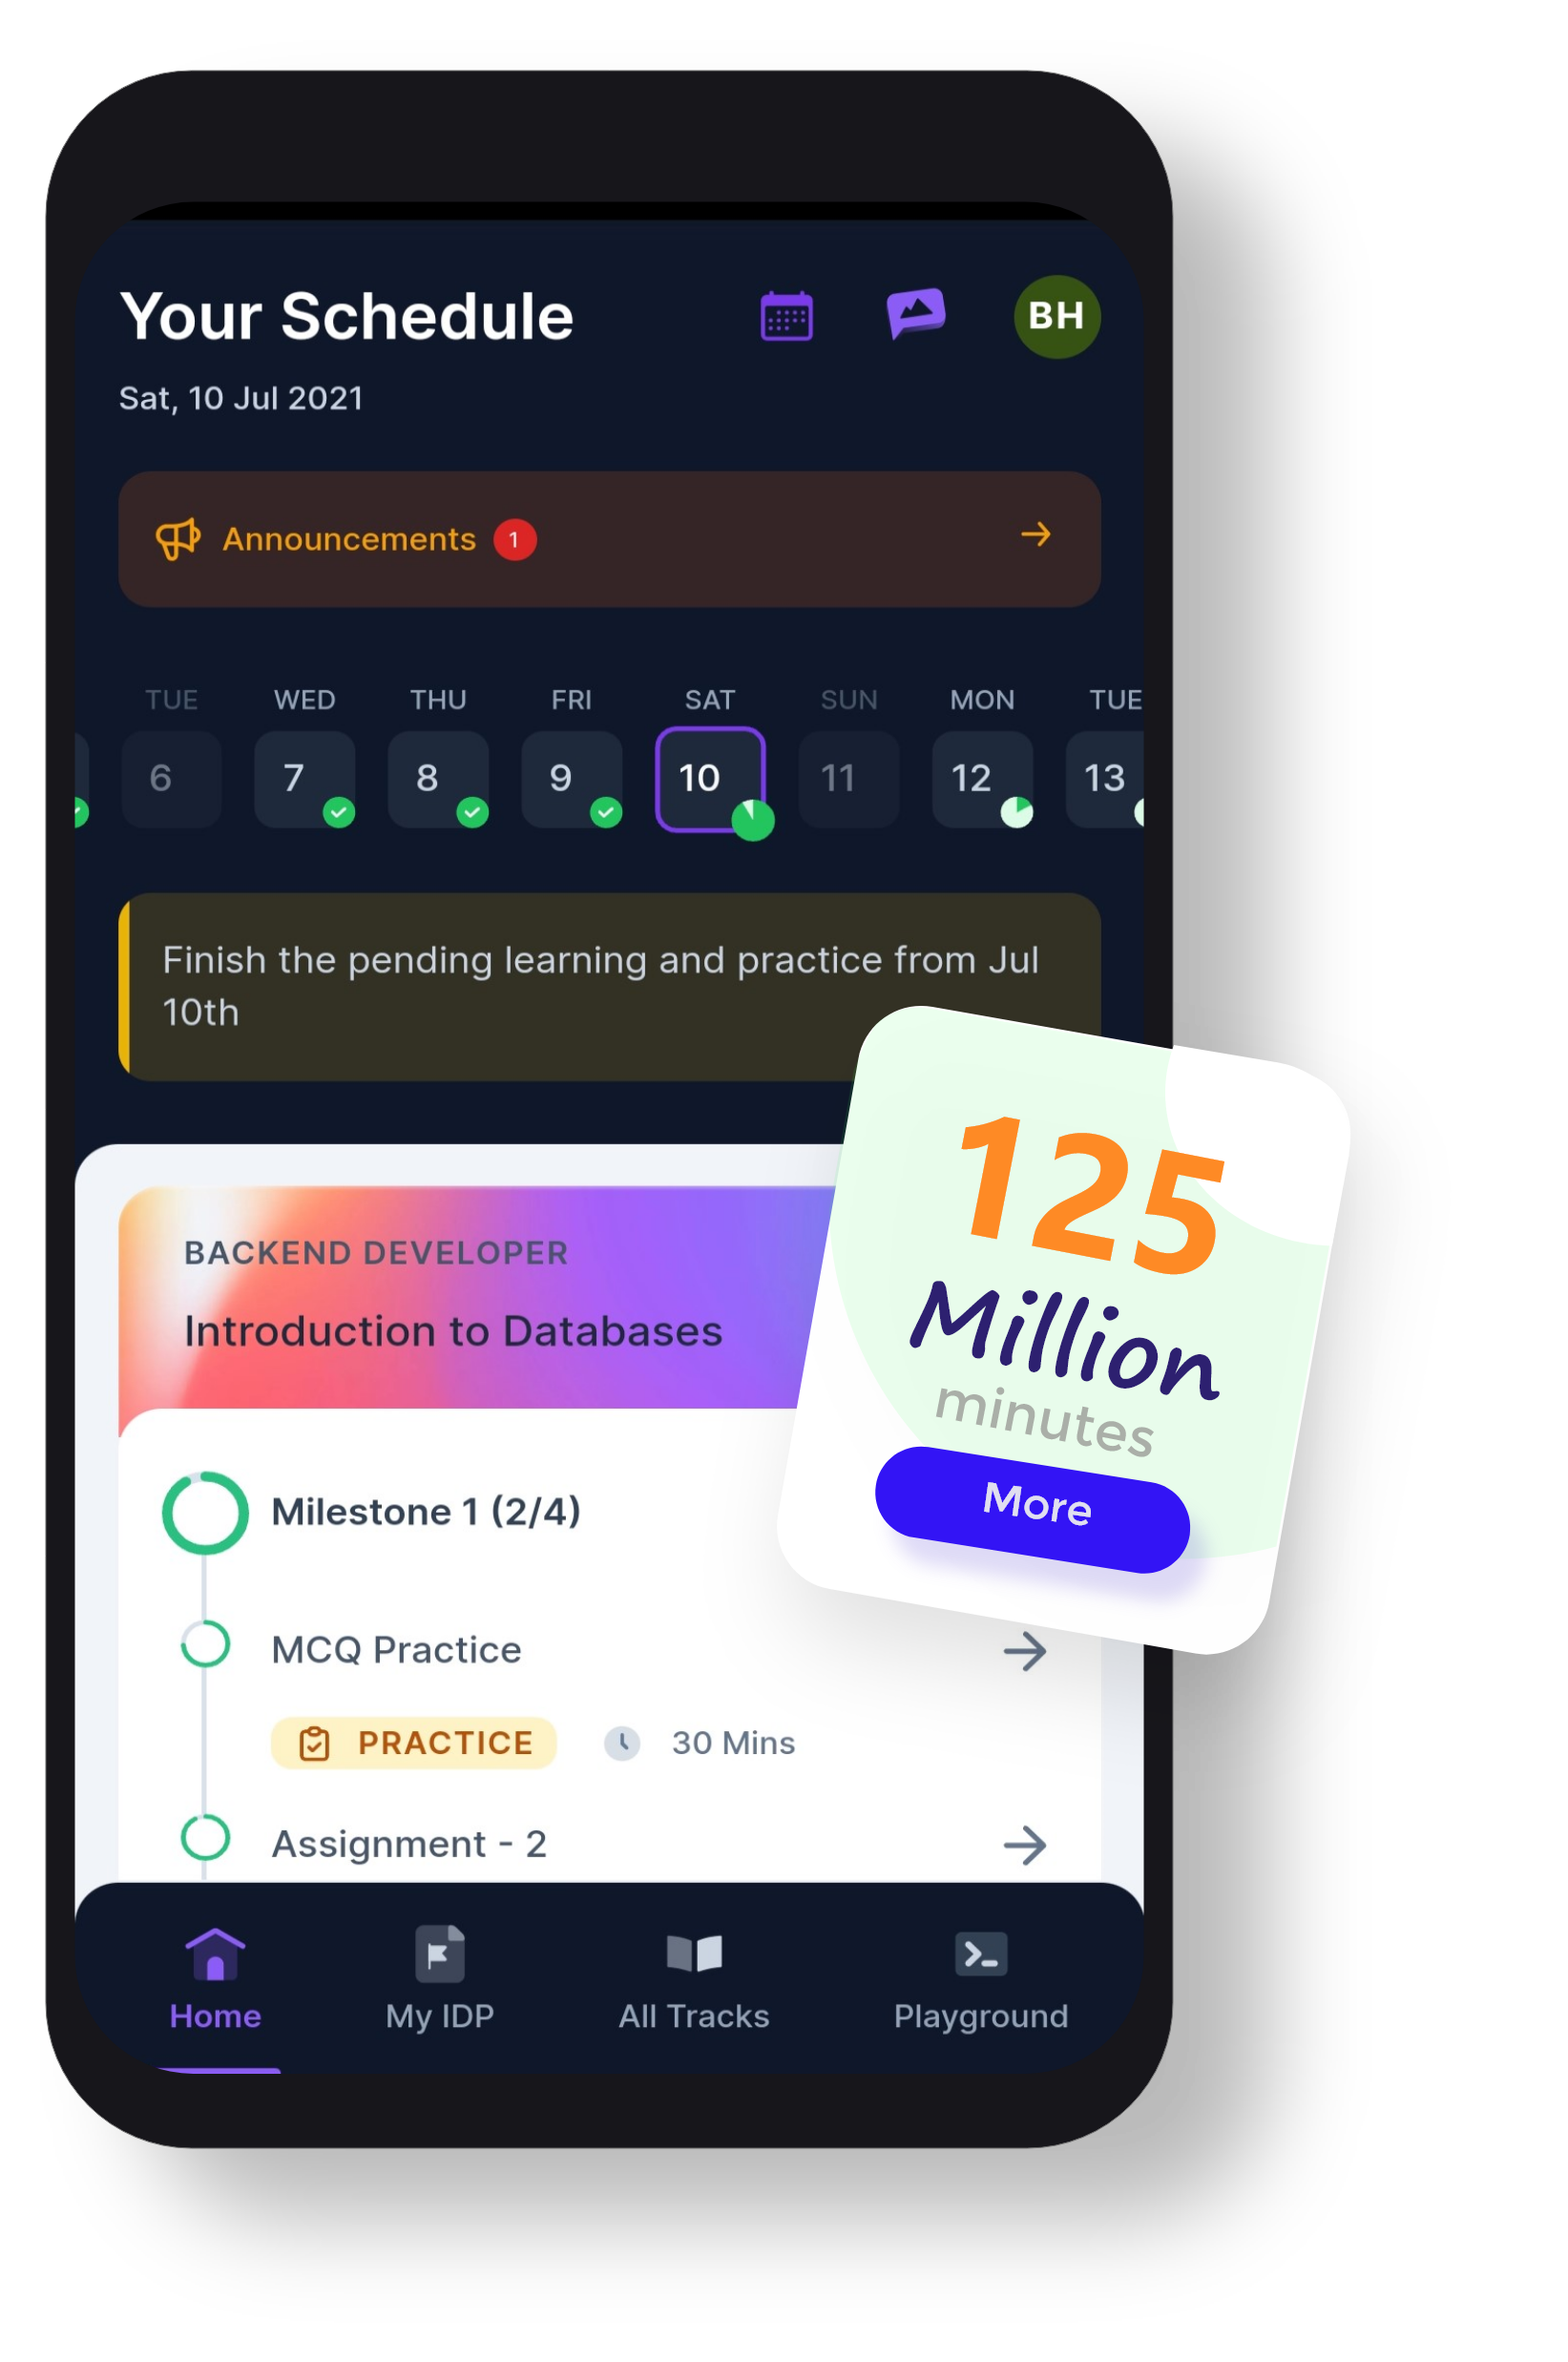 Your Schedule
BH
Sat, 10 Jul 2021
Announcements 1
TUE WED THU FRI SAT SUN MON TUE
6 7 8 9 10 11 12 13
Finish the pending learning and practice from Jul
10th
125
Million
minutes
More
BACKEND DEVELOPER
Introduction to Databases
Milestone 1 (2/4)
MCQ Practice
PRACTICE 30 Mins
Assignment - 2
Home My IDP All Tracks Playground